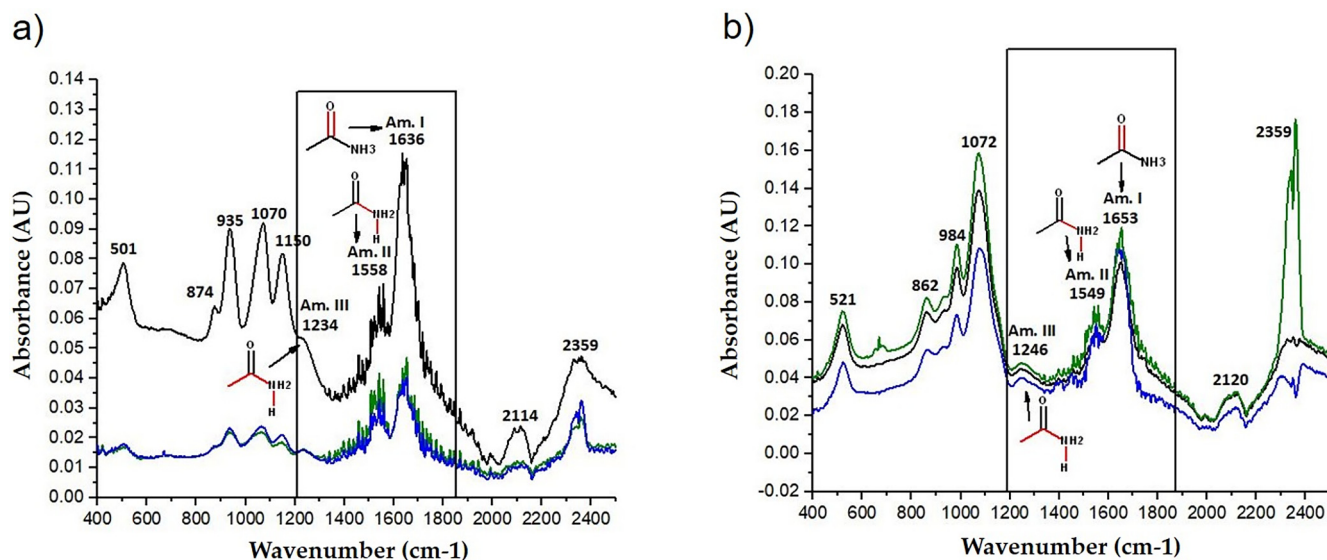 a)
0.14
0.13
0.12
0.11
0.10
0.09
0.08
0.07
0.06
0.05
0.04
0.03
0.02
0.01
0.00
Absorbance (AU)
501
874
935
1070
1150
Am. III
1234
O
NH2
H
O
NH3
Am. I
1636
O
NH2
H
Am. II
1558
2114
2359
400 600 800 1000 1200 1400 1600 1800 2000 2200 2400
Wavenumber (cm-1)
b)
0.20
0.18
0.16
0.14
0.12
0.10
0.08
0.06
0.04
0.02
0.00
-0.02
Absorbance (AU)
521
862
984
1072
Am. III
1246
O
NH2
H
O
NH2
H
Am. II
1549
O
NH3
Am. I
1653
2120
2359
400 600 800 1000 1200 1400 1600 1800 2000 2200 2400
Wavenumber (cm-1)